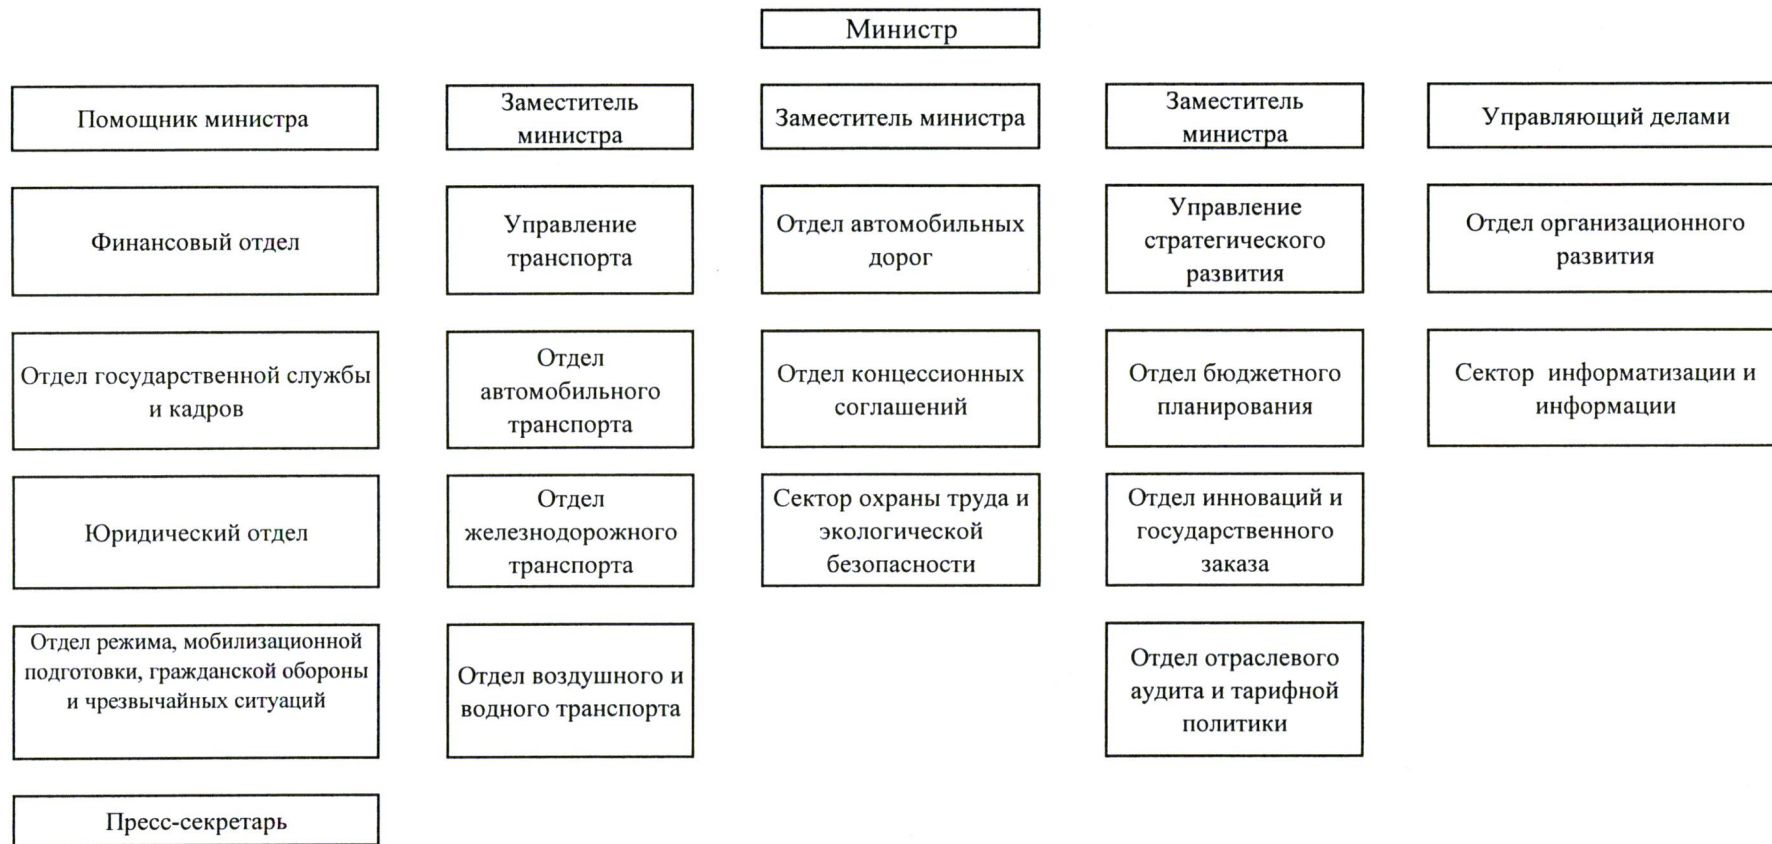 Министр
Помощник министра
Заместитель
министра
Заместитель министра
Заместитель
министра
Управляющий делами
Финансовый отдел
Управление
транспорта
Отдел автомобильных
дорог
Управление
стратегического
развития
Отдел организационного
развития
Отдел государственной службы
и кадров
Отдел
автомобильного
транспорта
Отдел концессионных
соглашений
Отдел бюджетного
планирования
Сектор информатизации и
информации
Юридический отдел
Отдел
железнодорожного
транспорта
Сектор охраны труда и
экологической
безопасности
Отдел инноваций и
государственного
заказа
Отдел режима, мобилизационной
подготовки, гражданской обороны
и чрезвычайных ситуаций
Отдел воздушного и
водного транспорта
Отдел отраслевого
аудита и тарифной
политики
Пресс-секретарь